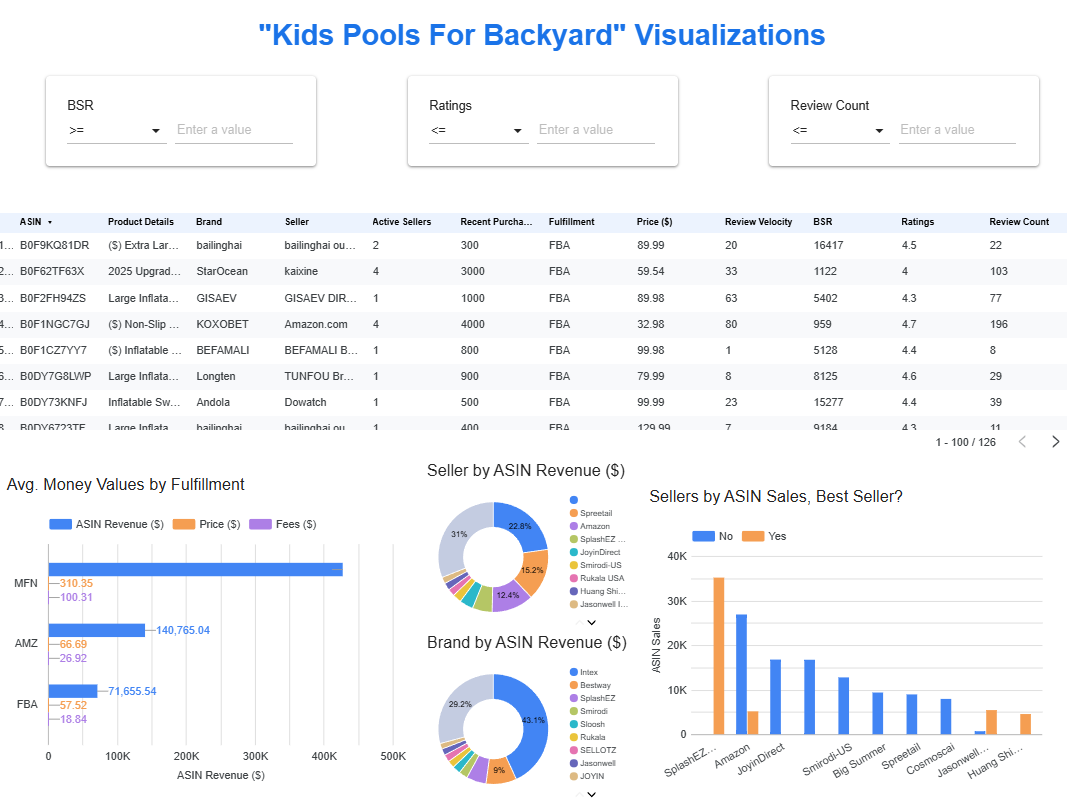 "Kids Pools For Backyard" Visualizations
BSR
>= Enter a value
Ratings
<= Enter a value
Review Count
<= Enter a value
ASIN Product Details Brand Seller Active Sellers Recent Purcha... Fulfillment Price ($) Review Velocity BSR Ratings Review Count
1... B0F9KQ81DR ($) Extra Lar... bailinghai bailinghai ou... 2 300 FBA 89.99 20 16417 4.5 22
2... B0F62TF63X 2025 Upgrad... StarOcean kaixine 4 3000 FBA 59.54 33 1122 4 103
3... B0F2FH94ZS Large Inflata... GISAEV GISAEV DIR... 1 1000 FBA 89.98 63 5402 4.3 77
4... B0F1NGC7GJ ($) Non-Slip ... KOXOBET Amazon.com 4 4000 FBA 32.98 80 959 4.7 196
5... B0F1CZ7YY7 ($) Inflatable ... BEFAMALI BEFAMALI B... 1 800 FBA 99.98 1 5128 4.4 8
6... B0DY7G8LWP Large Inflata... Longten TUNFOU Br... 1 900 FBA 79.99 8 8125 4.6 29
7... B0DY73KNFJ Inflatable Sw... Andola Dowatch 1 500 FBA 99.99 23 15277 4.4 39
8... B0DY6723TF Large Inflata... bailinghai bailinghai ou... 1 400 FBA 129.99 7 9184 4.3 11
1 - 100 / 126
Avg. Money Values by Fulfillment
ASIN Revenue ($) Price ($) Fees ($)
MFN
310.35
100.31
AMZ
140,765.04
66.69
26.92
FBA
71,655.54
57.52
18.84
0 100K 200K 300K 400K 500K
ASIN Revenue ($)
Seller by ASIN Revenue ($)
22.8%
15.2%
12.4%
31%
Spreetail
Amazon
SplashEZ ...
JoyinDirect
Smirodi-US
Rukala USA
Huang Shi...
Jasonwell I...
Brand by ASIN Revenue ($)
43.1%
9%
29.2%
Intex
Bestway
SplashEZ
Smirodi
Sloosh
Rukala
SELLOTZ
Jasonwell
JOYIN
Sellers by ASIN Sales, Best Seller?
No Yes
ASIN Sales
40K
30K
20K
10K
0
SplashEZ... Amazon JoyinDirect Smirodi-US Big Summer Spreetail Cosmoscai Jasonwell... Huang Shi...